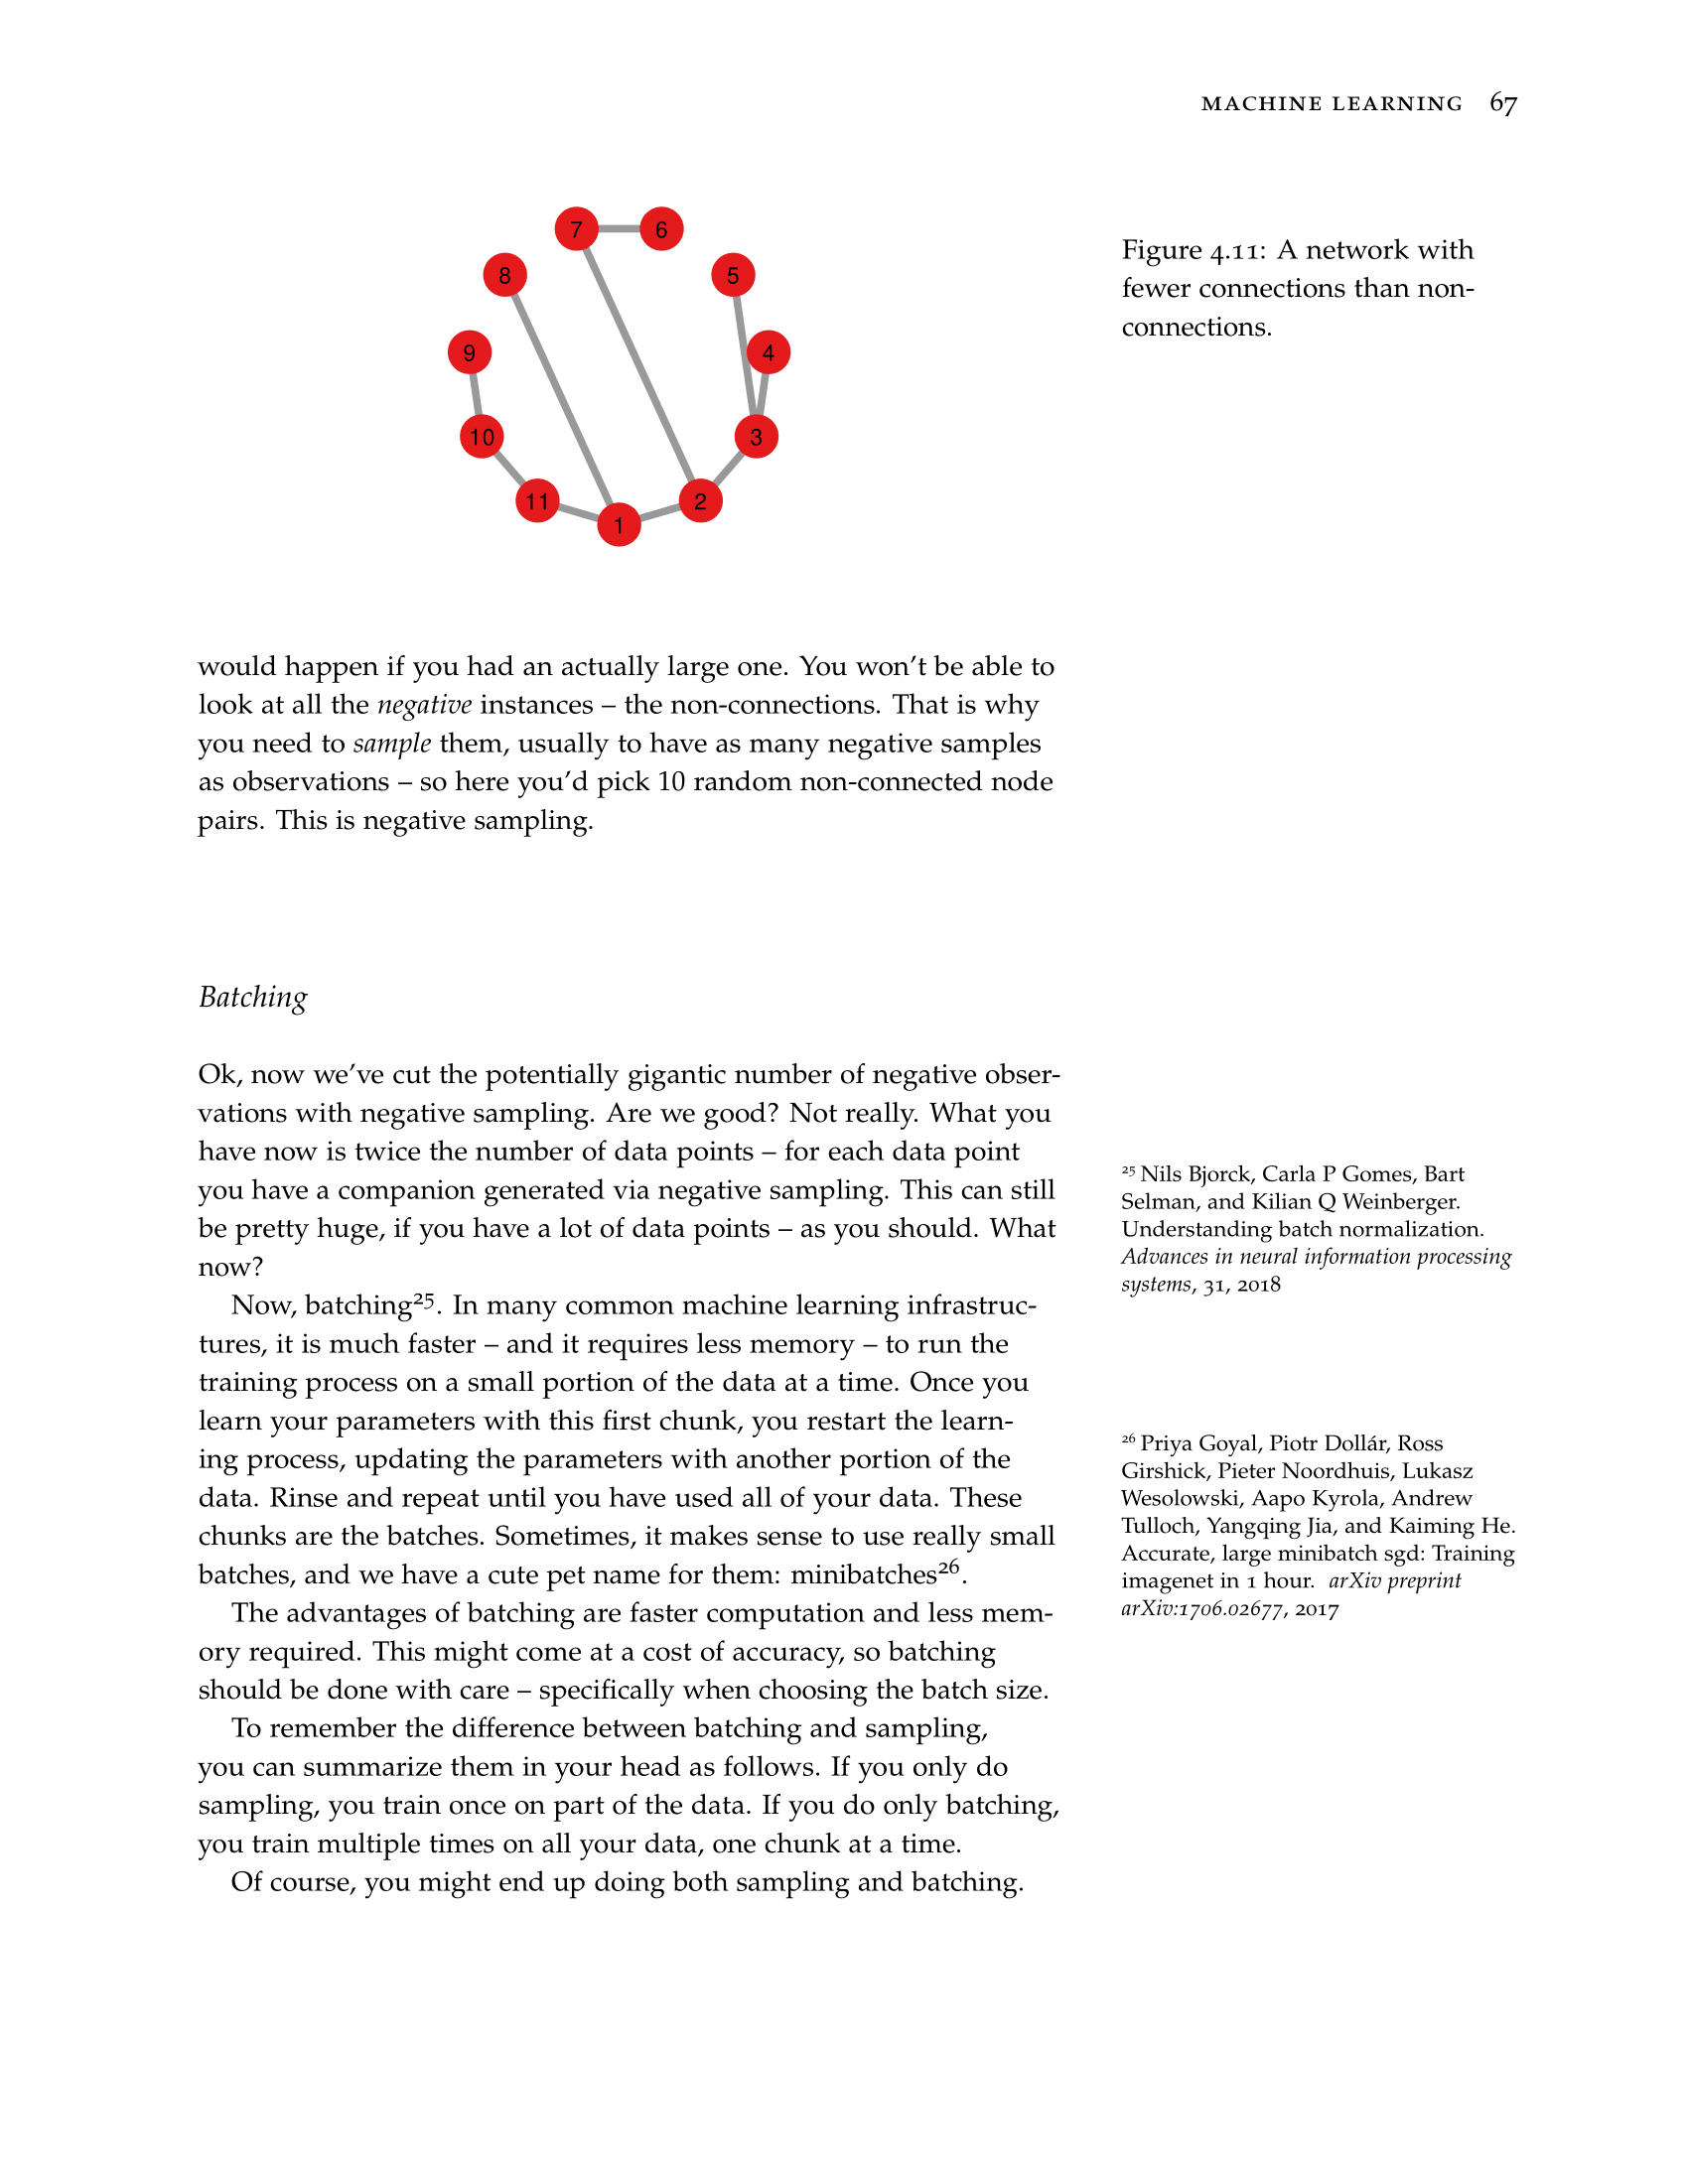 MACHINE LEARNING 67
7
6
8
5
9
4
10
3
11
2
1
Figure 4.11: A network with
fewer connections than non-
connections.
would happen if you had an actually large one. You won't be able to
look at all the negative instances – the non-connections. That is why
you need to sample them, usually to have as many negative samples
as observations – so here you'd pick 10 random non-connected node
pairs. This is negative sampling.
Batching
Ok, now we've cut the potentially gigantic number of negative obser-
vations with negative sampling. Are we good? Not really. What you
have now is twice the number of data points – for each data point
you have a companion generated via negative sampling. This can still
be pretty huge, if you have a lot of data points – as you should. What
now?
Now, batching²⁵. In many common machine learning infrastruc-
tures, it is much faster – and it requires less memory – to run the
training process on a small portion of the data at a time. Once you
learn your parameters with this first chunk, you restart the learn-
ing process, updating the parameters with another portion of the
data. Rinse and repeat until you have used all of your data. These
chunks are the batches. Sometimes, it makes sense to use really small
batches, and we have a cute pet name for them: minibatches²⁶.
The advantages of batching are faster computation and less mem-
ory required. This might come at a cost of accuracy, so batching
should be done with care – specifically when choosing the batch size.
To remember the difference between batching and sampling,
you can summarize them in your head as follows. If you only do
sampling, you train once on part of the data. If you do only batching,
you train multiple times on all your data, one chunk at a time.
Of course, you might end up doing both sampling and batching.
²⁵ Nils Bjorck, Carla P Gomes, Bart
Selman, and Kilian Q Weinberger.
Understanding batch normalization.
Advances in neural information processing
systems, 31, 2018
²⁶ Priya Goyal, Piotr Dollár, Ross
Girshick, Pieter Noordhuis, Lukasz
Wesolowski, Aapo Kyrola, Andrew
Tulloch, Yangqing Jia, and Kaiming He.
Accurate, large minibatch sgd: Training
imagenet in 1 hour. arXiv preprint
arXiv:1706.02677, 2017